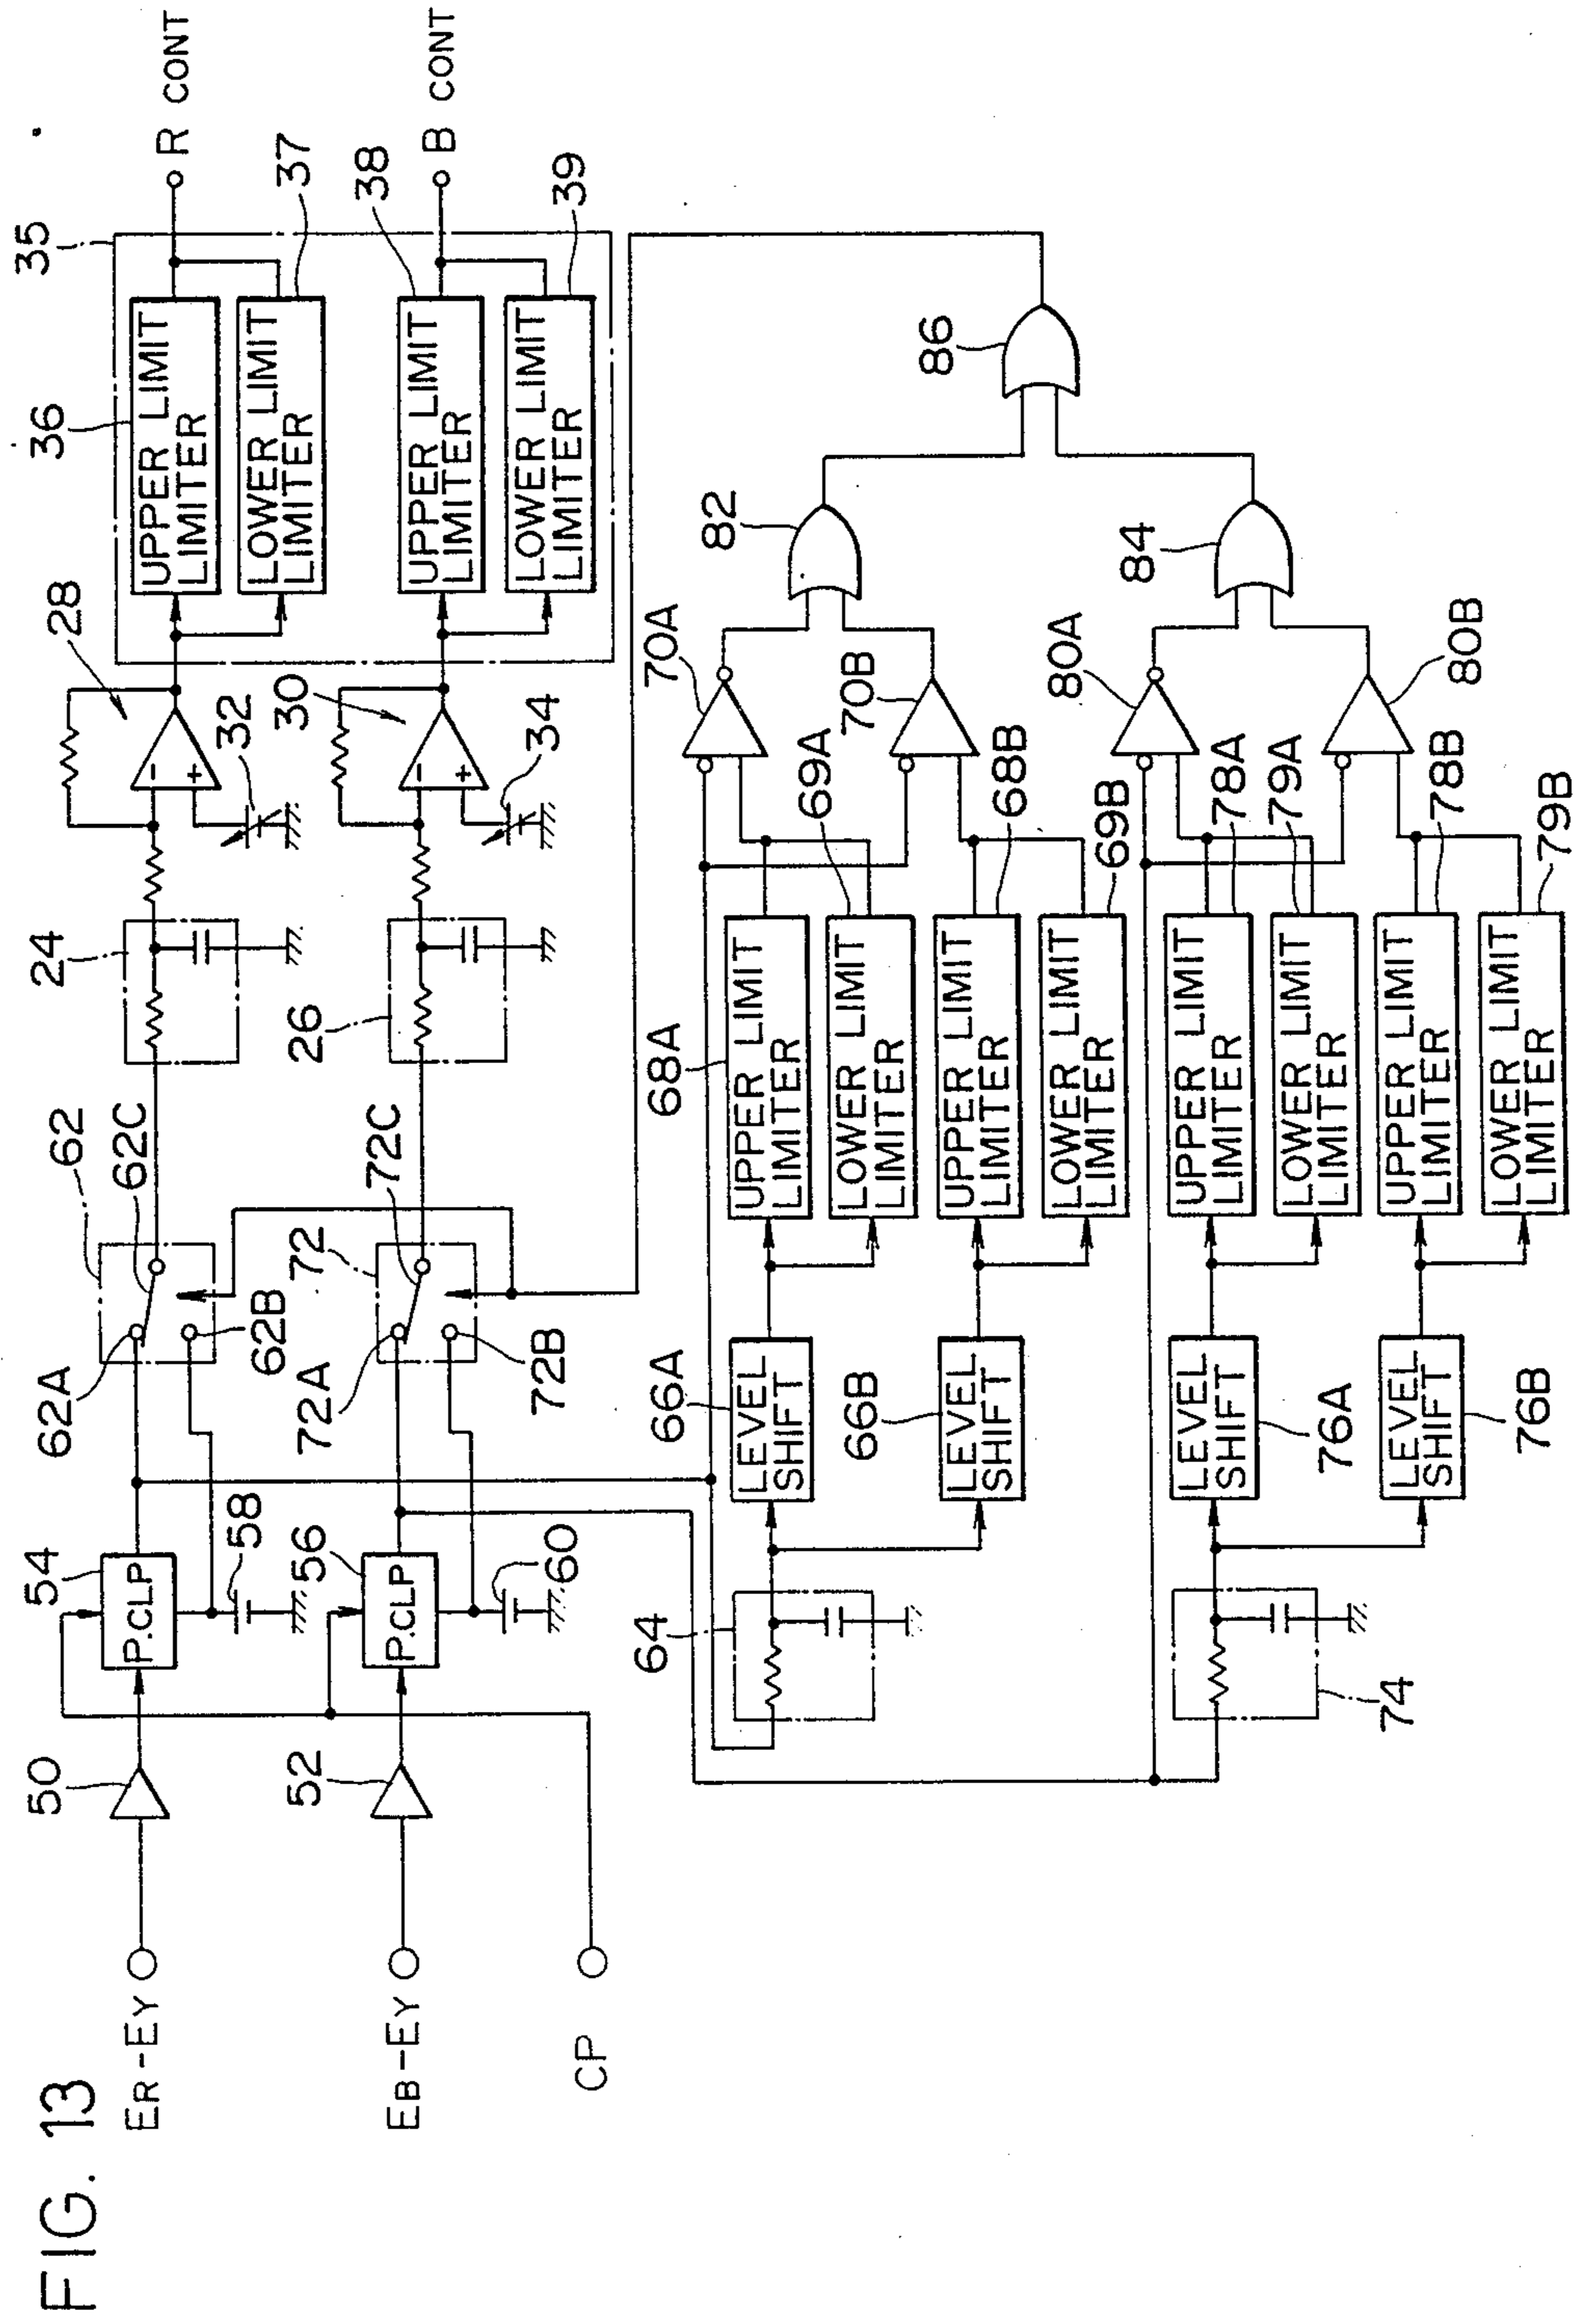 FIG. 13
ER-EY
50
54
P.CLP
58
62A
62
62C
62B
24
28
32
35
36
UPPER LIMIT
LIMITER
LOWER LIMIT
LIMITER
37
R CONT
EB-EY
52
56
P.CLP
60
72A
72
72C
72B
26
30
34
38
UPPER LIMIT
LIMITER
LOWER LIMIT
LIMITER
39
B CONT
CP
−
+
−
+
64
66A
LEVEL
SHIFT
66B
LEVEL
SHIFT
68A
UPPER LIMIT
LIMITER
LOWER LIMIT
LIMITER
69A
UPPER LIMIT
LIMITER
68B
LOWER LIMIT
LIMITER
69B
70A
70B
82
86
74
LEVEL
SHIFT
76A
LEVEL
SHIFT
76B
UPPER LIMIT
LIMITER
78A
LOWER LIMIT
LIMITER
79A
UPPER LIMIT
LIMITER
78B
LOWER LIMIT
LIMITER
79B
80A
80B
84